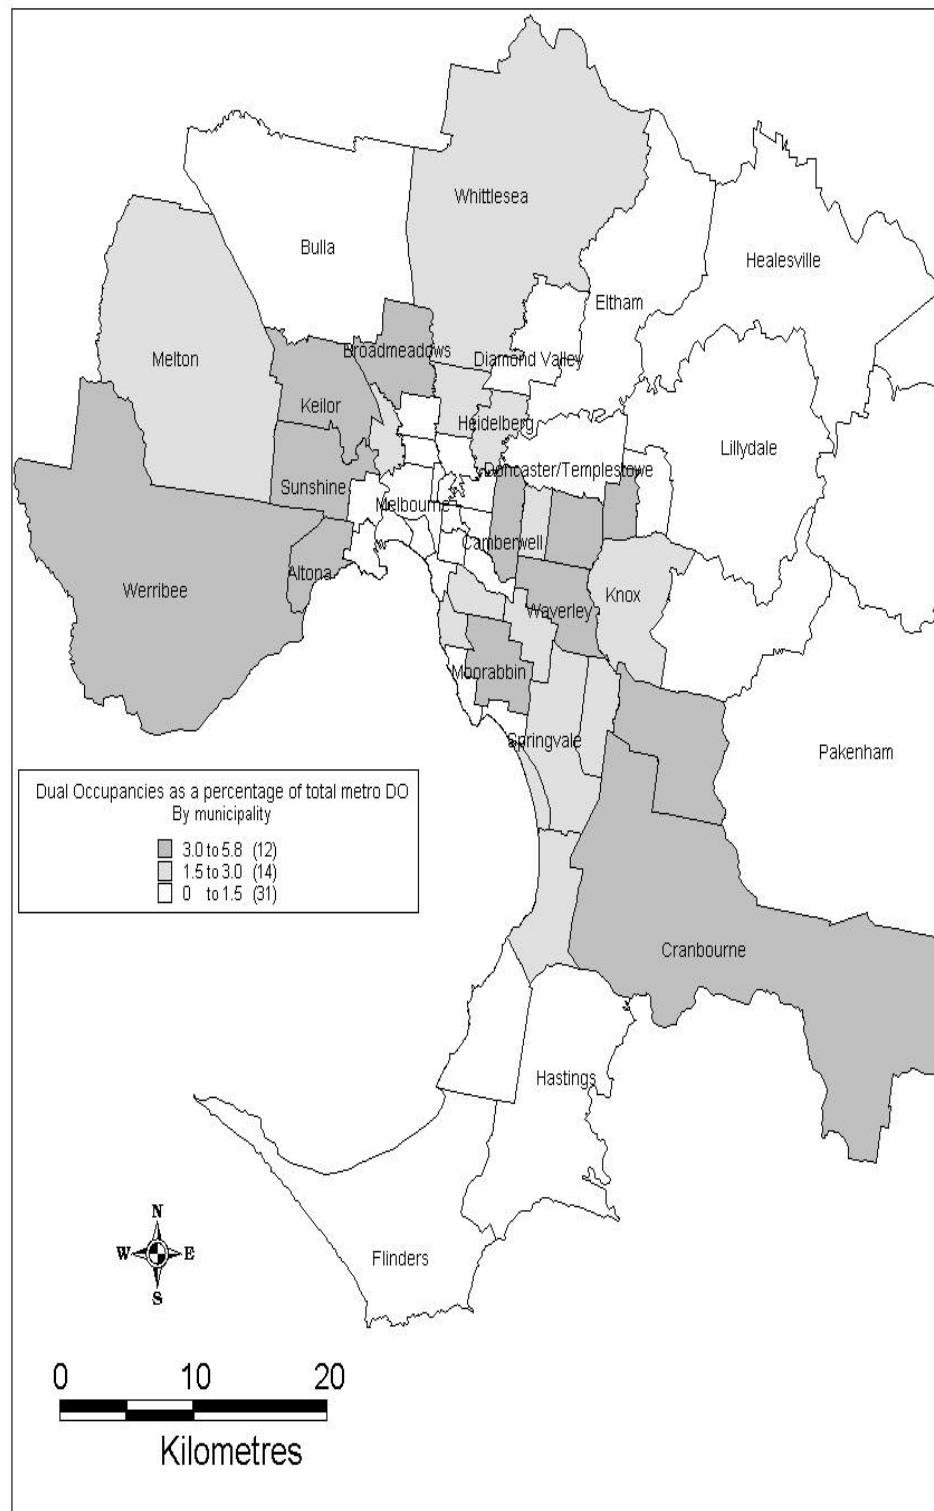 Whittlesea
Bulla
Healesville
Eltham
Broadmeadows
Melton
Diamond Valley
Keilor
Heidelberg
Lillydale
Doncaster/Templestowe
Sunshine
Melbourne
Camberwell
Altona
Werribee
Knox
Waverley
Moorabbin
Springvale
Pakenham
Dual Occupancies as a percentage of total metro DO
By municipality
3.0 to 5.8 (12)
1.5 to 3.0 (14)
0 to 1.5 (31)
Cranbourne
Hastings
N
W E
S
Flinders
0 10 20
Kilometres